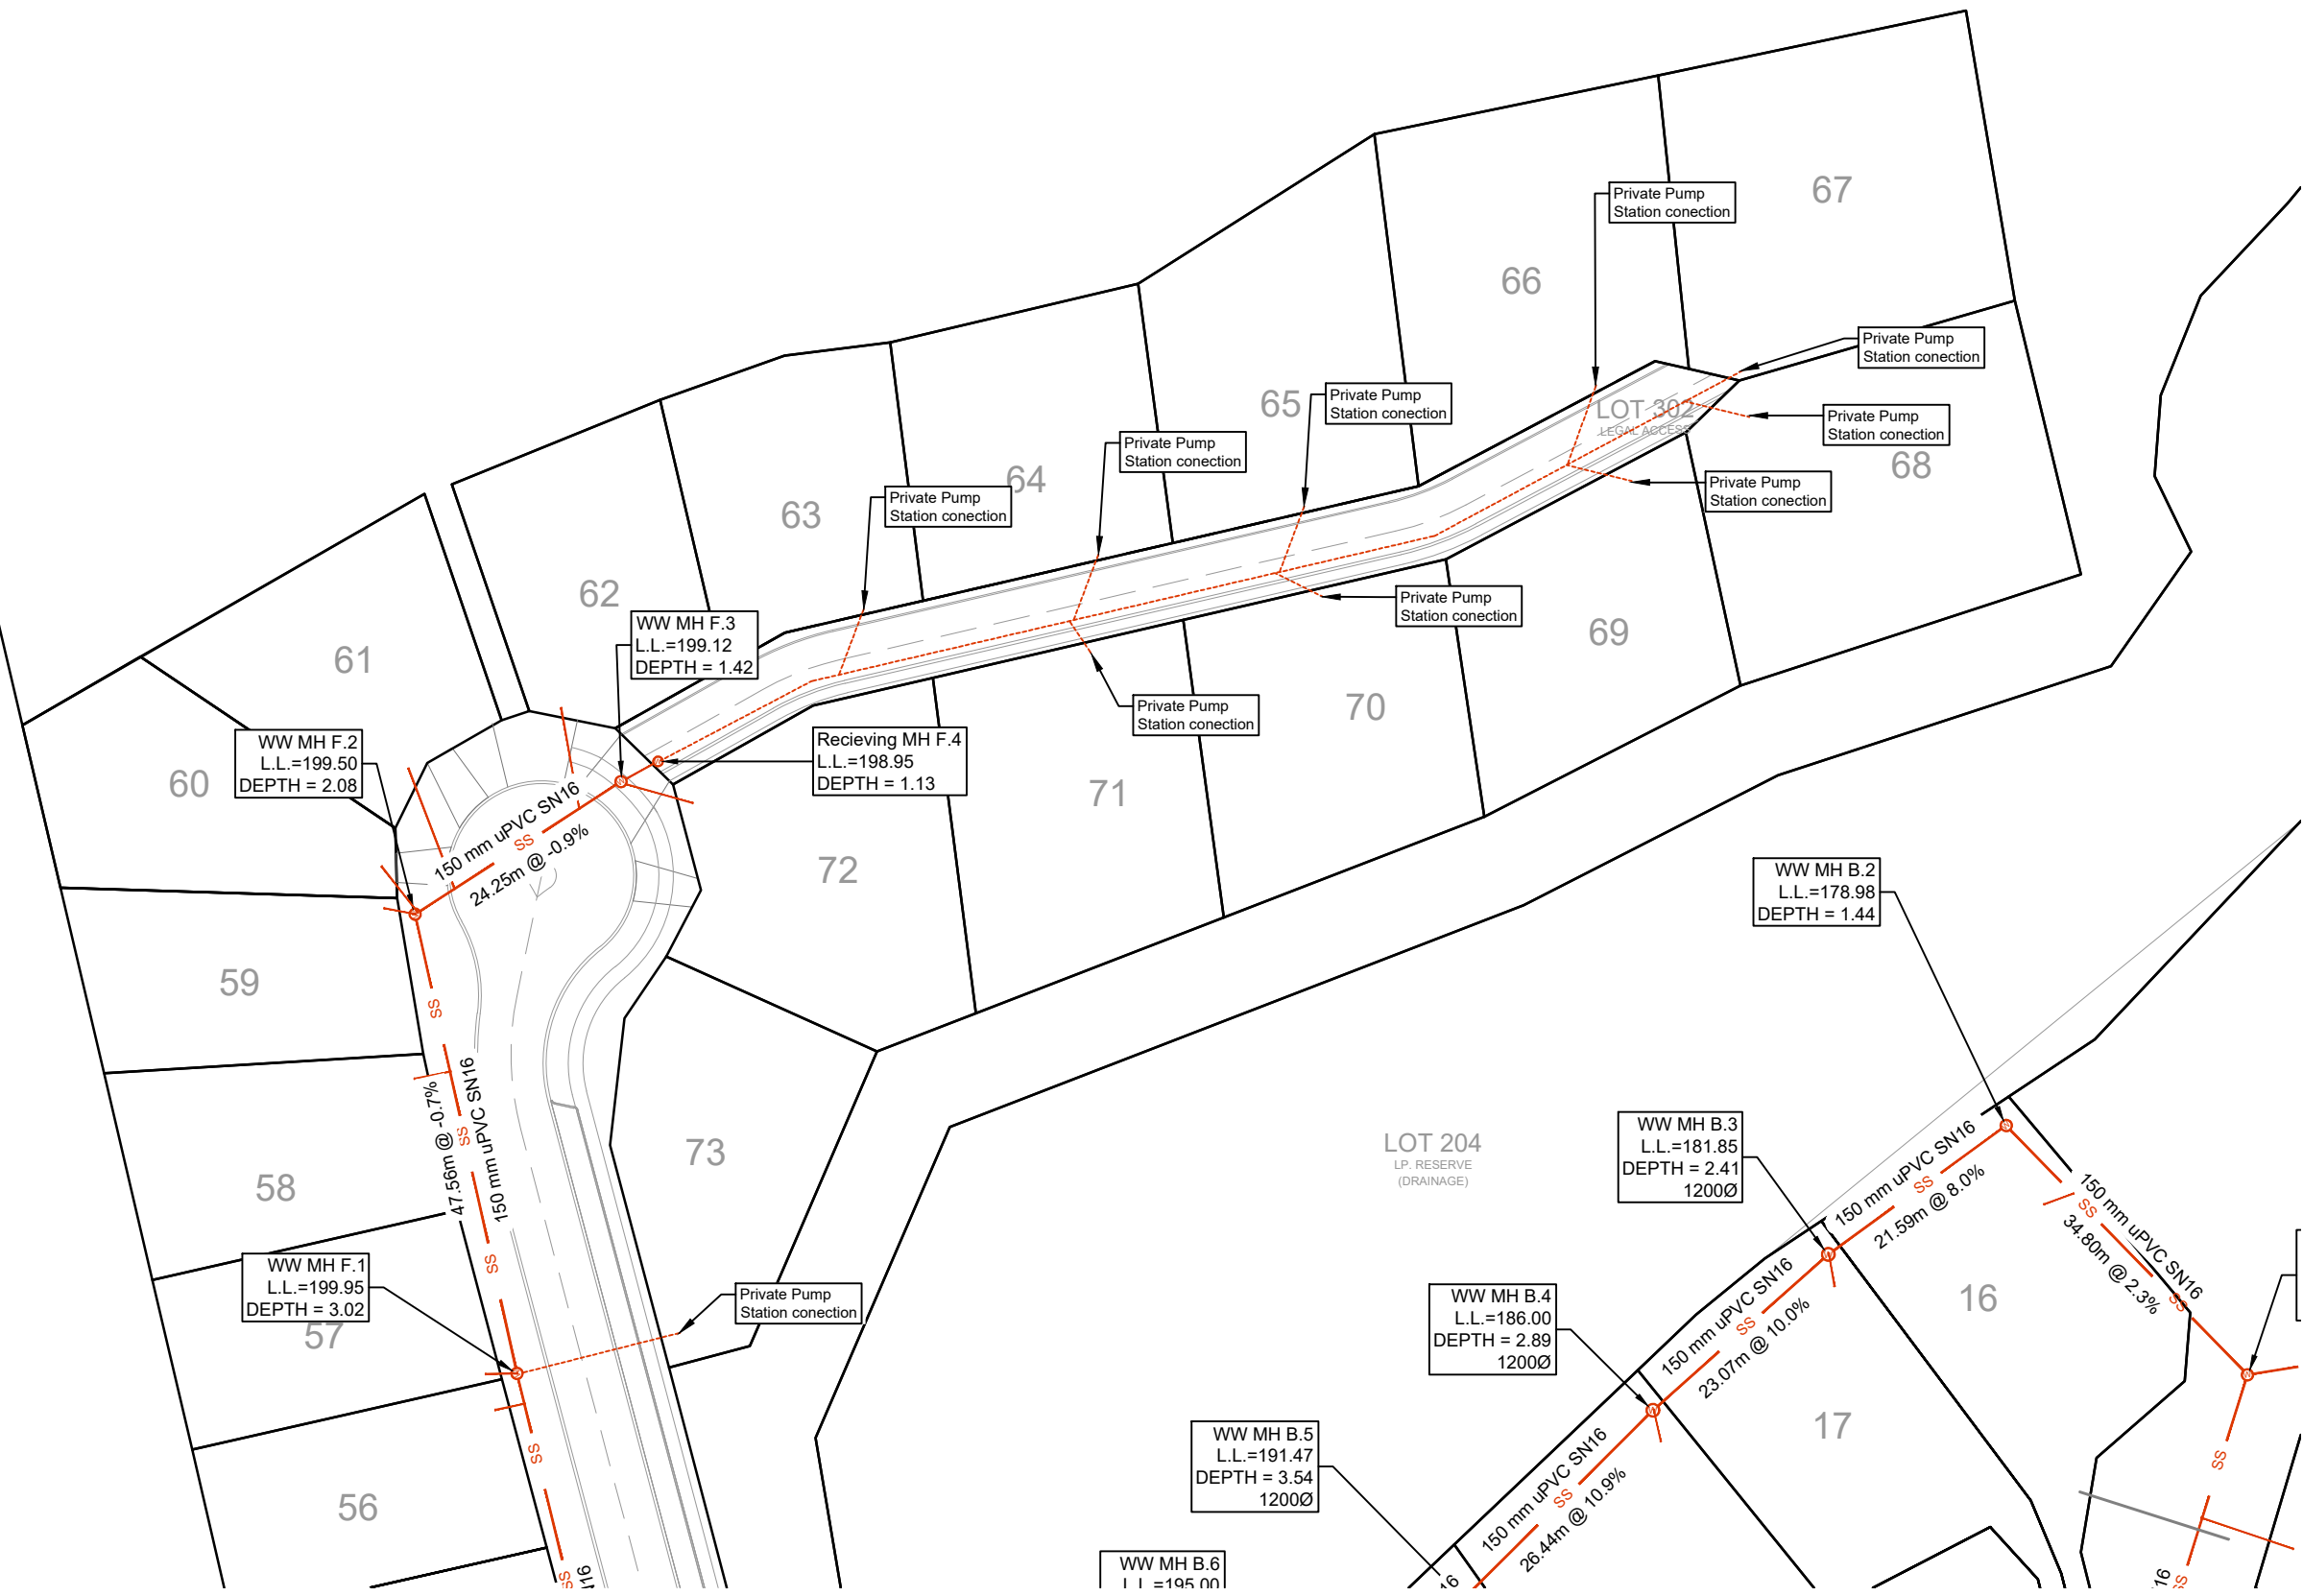 67
Private Pump
Station conection
66
Private Pump
Station conection
65
Private Pump
Station conection
LOT 302
LEGAL ACCESS
Private Pump
Station conection
68
Private Pump
Station conection
64
Private Pump
Station conection
63
Private Pump
Station conection
62
WW MH F.3
L.L.=199.12
DEPTH = 1.42
Private Pump
Station conection
69
61
70
Private Pump
Station conection
WW MH F.2
L.L.=199.50
DEPTH = 2.08
Recieving MH F.4
L.L.=198.95
DEPTH = 1.13
60
71
150 mm uPVC SN16
SS
24.25m @ -0.9%
72
WW MH B.2
L.L.=178.98
DEPTH = 1.44
59
SS
47.56m @ -0.7%
SS
150 mm uPVC SN16
73
58
SS
LOT 204
LP. RESERVE
(DRAINAGE)
WW MH B.3
L.L.=181.85
DEPTH = 2.41
1200Ø
150 mm uPVC SN16
SS
21.59m @ 8.0%
150 mm uPVC SN16
SS
34.80m @ 2.3%
SS
16
WW MH F.1
L.L.=199.95
DEPTH = 3.02
57
Private Pump
Station conection
WW MH B.4
L.L.=186.00
DEPTH = 2.89
1200Ø
150 mm uPVC SN16
SS
23.07m @ 10.0%
17
SS
SS
56
WW MH B.5
L.L.=191.47
DEPTH = 3.54
1200Ø
150 mm uPVC SN16
SS
26.44m @ 10.9%
WW MH B.6
L.L.=195.00
SS
16
16
16
SS